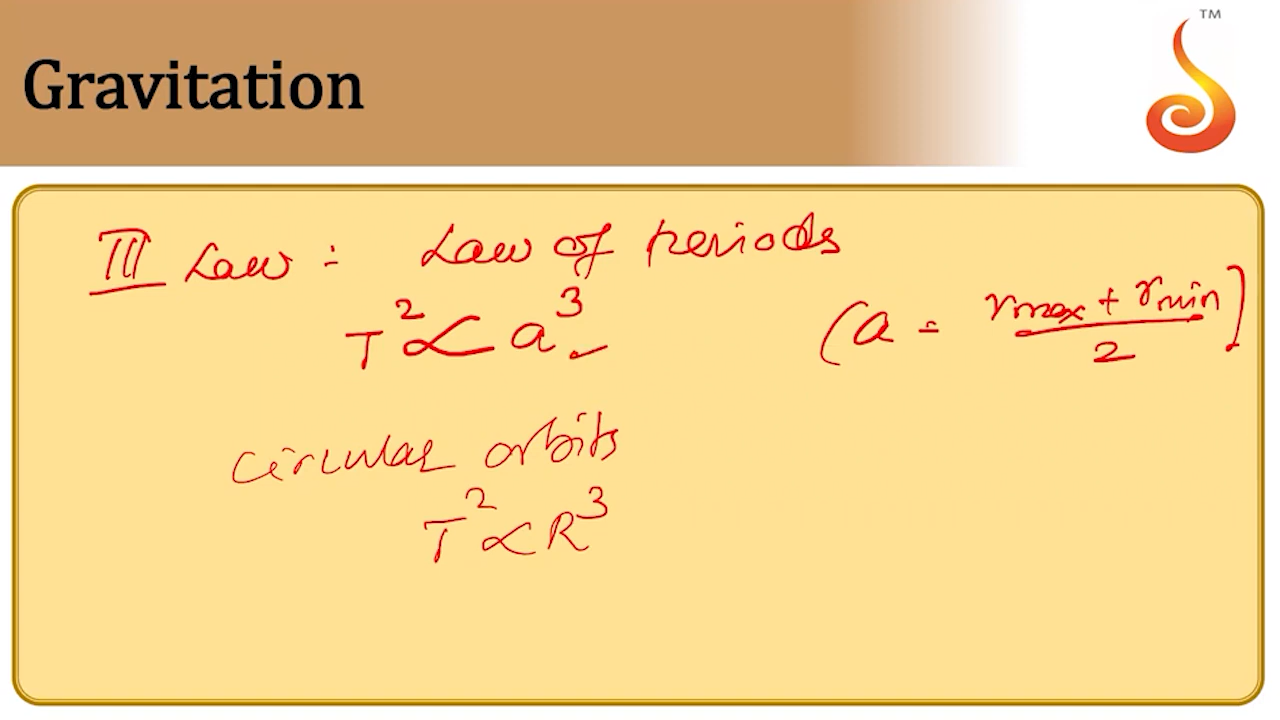 TM
Gravitation
III Law : Law of periods
T² ∝ a³ (a = rmax + rmin / 2)
circular orbits
T² ∝ R³